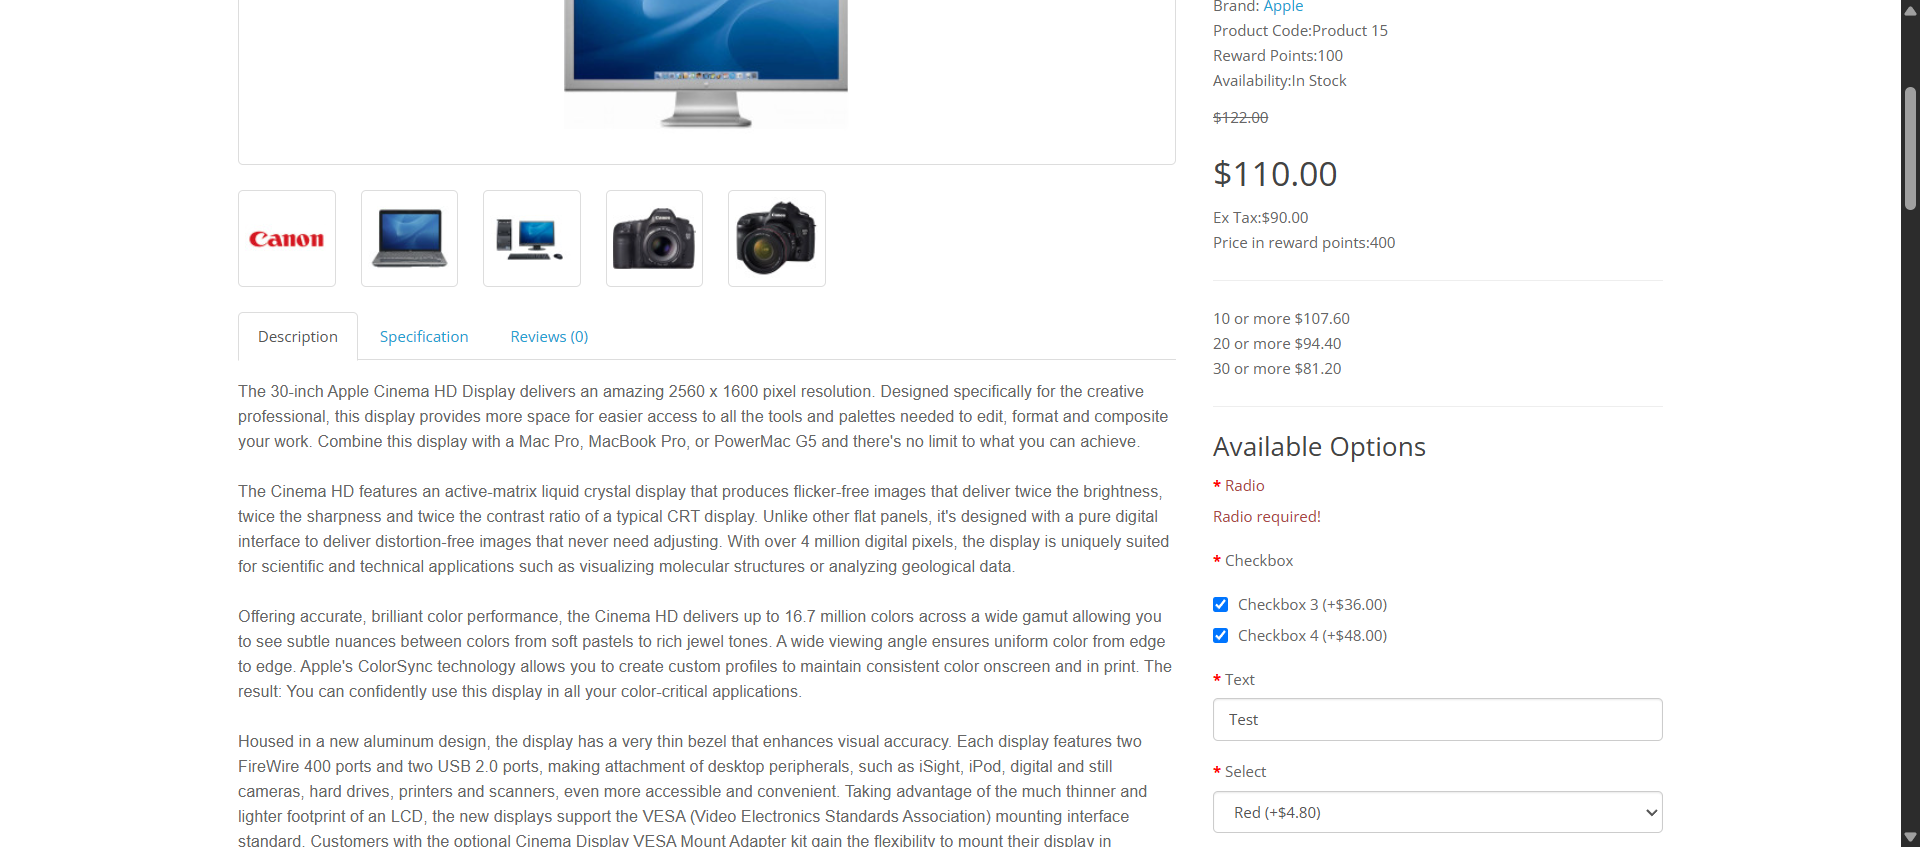 Brand: Apple
Product Code:Product 15
Reward Points:100
Availability:In Stock
$122.00
$110.00
Ex Tax:$90.00
Price in reward points:400
10 or more $107.60
20 or more $94.40
30 or more $81.20
Available Options
* Radio
Radio required!
* Checkbox
Checkbox 3 (+$36.00)
Checkbox 4 (+$48.00)
* Text
Test
* Select
Red (+$4.80)
Canon
Description
Specification
Reviews (0)
The 30-inch Apple Cinema HD Display delivers an amazing 2560 x 1600 pixel resolution. Designed specifically for the creative
professional, this display provides more space for easier access to all the tools and palettes needed to edit, format and composite
your work. Combine this display with a Mac Pro, MacBook Pro, or PowerMac G5 and there's no limit to what you can achieve.
The Cinema HD features an active-matrix liquid crystal display that produces flicker-free images that deliver twice the brightness,
twice the sharpness and twice the contrast ratio of a typical CRT display. Unlike other flat panels, it's designed with a pure digital
interface to deliver distortion-free images that never need adjusting. With over 4 million digital pixels, the display is uniquely suited
for scientific and technical applications such as visualizing molecular structures or analyzing geological data.
Offering accurate, brilliant color performance, the Cinema HD delivers up to 16.7 million colors across a wide gamut allowing you
to see subtle nuances between colors from soft pastels to rich jewel tones. A wide viewing angle ensures uniform color from edge
to edge. Apple's ColorSync technology allows you to create custom profiles to maintain consistent color onscreen and in print. The
result: You can confidently use this display in all your color-critical applications.
Housed in a new aluminum design, the display has a very thin bezel that enhances visual accuracy. Each display features two
FireWire 400 ports and two USB 2.0 ports, making attachment of desktop peripherals, such as iSight, iPod, digital and still
cameras, hard drives, printers and scanners, even more accessible and convenient. Taking advantage of the much thinner and
lighter footprint of an LCD, the new displays support the VESA (Video Electronics Standards Association) mounting interface
standard. Customers with the optional Cinema Display VESA Mount Adapter kit gain the flexibility to mount their display in